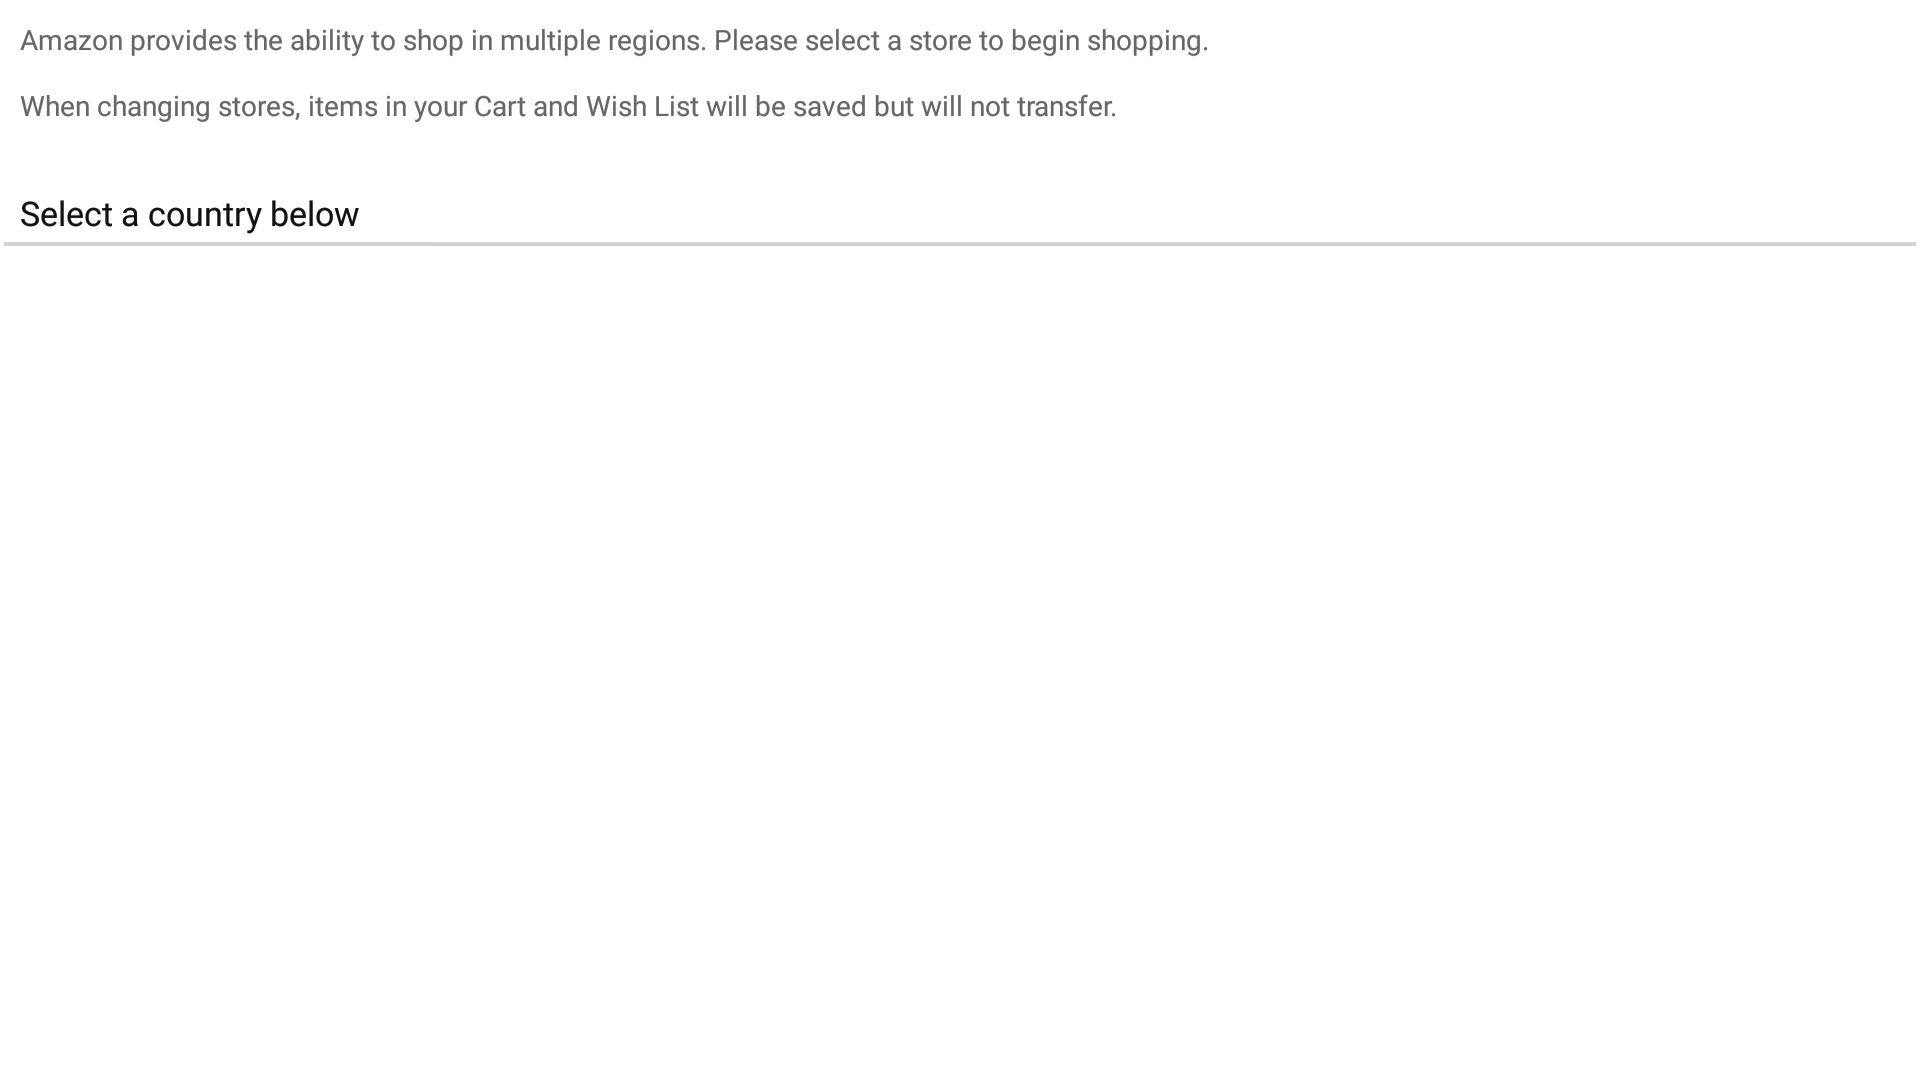 Amazon provides the ability to shop in multiple regions. Please select a store to begin shopping.
When changing stores, items in your Cart and Wish List will be saved but will not transfer.
Select a country below